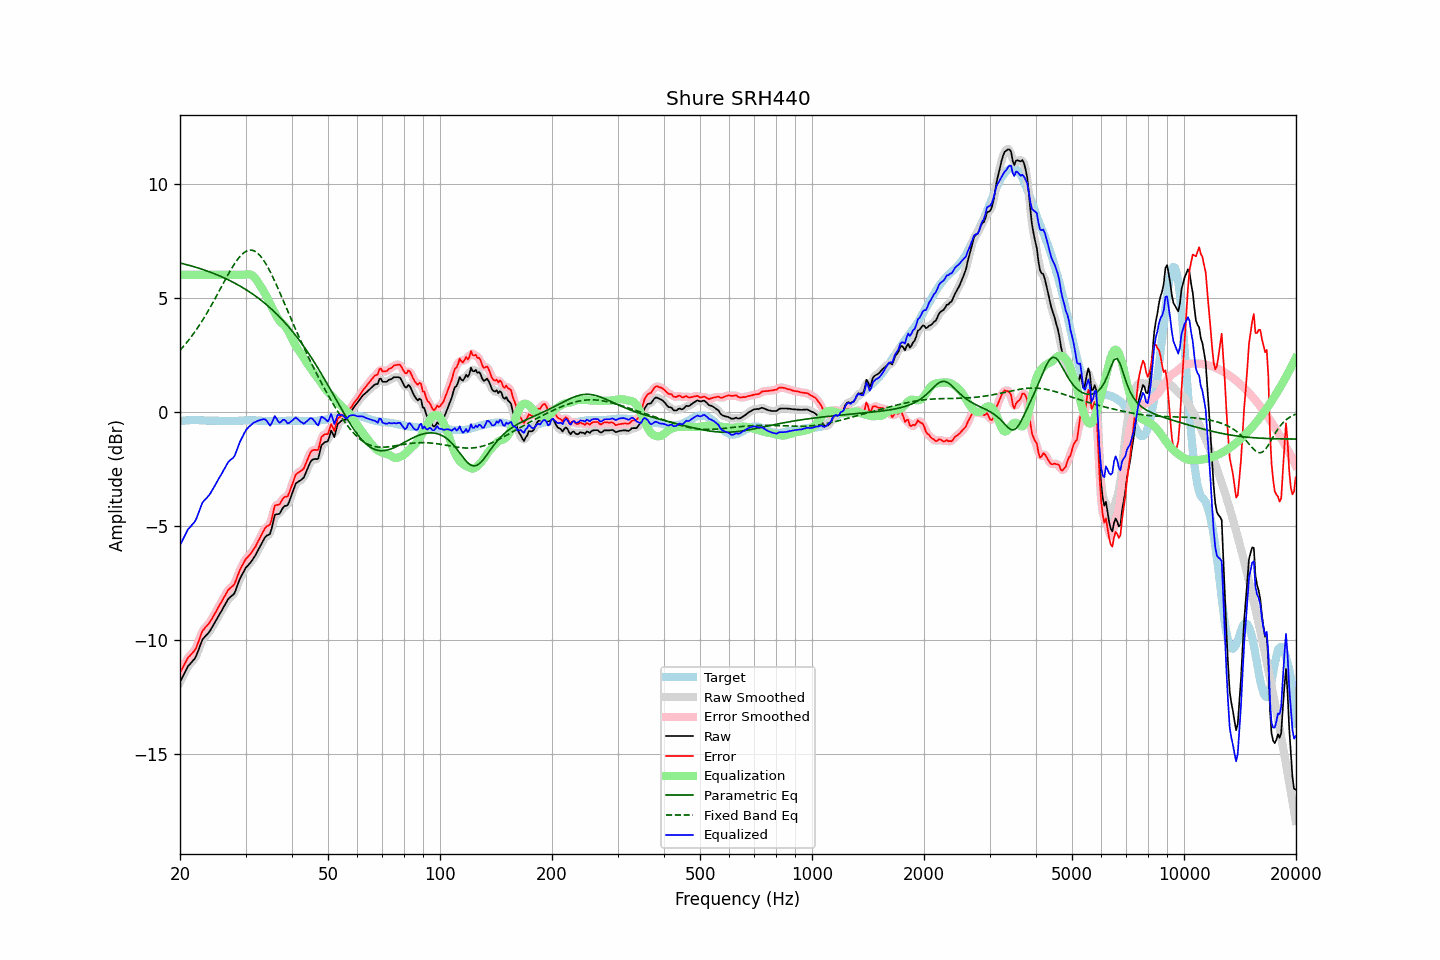 Shure SRH440
Amplitude (dBr)
10
5
0
−5
−10
−15
20
50
100
200
500
1000
2000
5000
10000
20000
Frequency (Hz)
Target
Raw Smoothed
Error Smoothed
Raw
Error
Equalization
Parametric Eq
Fixed Band Eq
Equalized